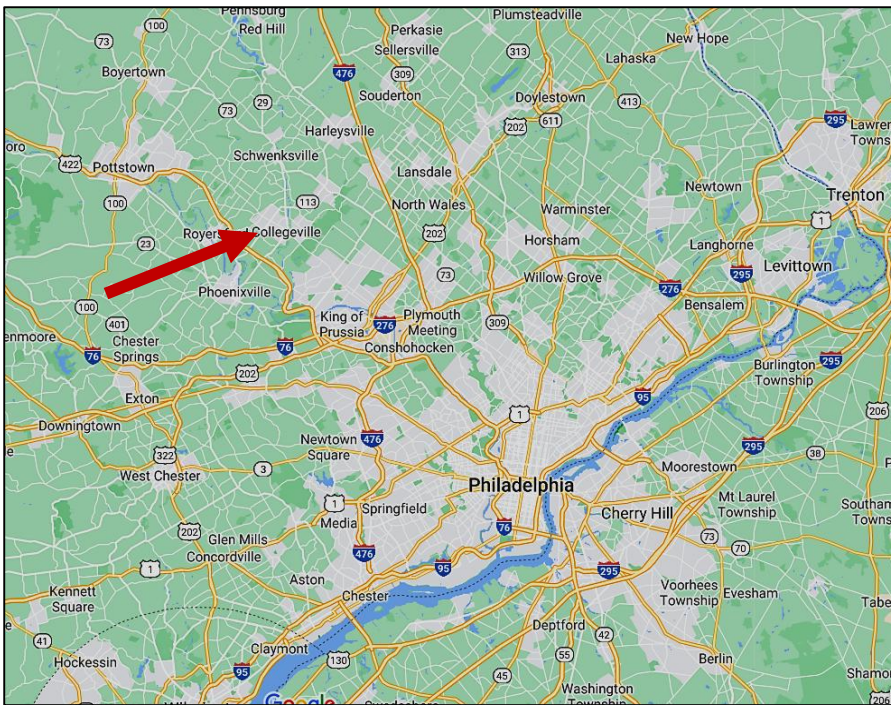 Pennsburg
Red Hill
Perkasie
Sellersville
Plumsteadville
New Hope
Lahaska
100
73
313
476
309
Boyertown
Souderton
Doylestown
413
295
73
29
202
611
Harleysville
422
Schwenksville
Lansdale
Newtown
Pottstown
113
100
North Wales
Warminster
Trenton
1
23
Collegeville
202
Horsham
Langhorne
Levittown
73
Willow Grove
276
295
Phoenixville
Bensalem
100
401
King of
Prussia
276
Plymouth
Meeting
309
Chester
Springs
76
76
Conshohocken
295
Burlington
Township
202
Exton
95
206
1
Downingtown
Newtown
Square
476
295
322
38
West Chester
3
Moorestown
Philadelphia
Mt Laurel
Township
1
Springfield
Cherry Hill
Media
76
202
73
Glen Mills
70
Concordville
476
95
295
1
Aston
Kennett
Square
Chester
Voorhees
Township
Evesham
Deptford
42
41
Claymont
130
55
Hockessin
95
Berlin
45
Washington
Township
206
Google